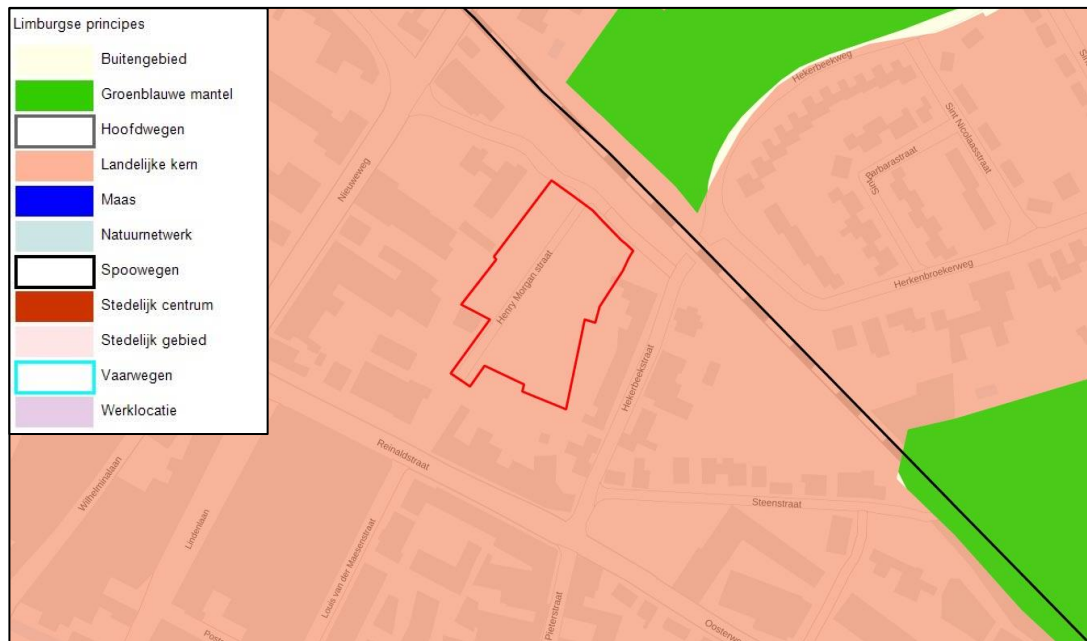 Limburgse principes
Buitengebied
Groenblauwe mantel
Hoofdwegen
Landelijke kern
Maas
Natuurnetwerk
Spoowegen
Stedelijk centrum
Stedelijk gebied
Vaarwegen
Werklocatie
Nieuweweg
Henry Morgan straat
Hekerbeekweg
Sint Nicolaasstraat
Barbarastraat
Sint
Herkenbroekerweg
Hekerbeekstraat
Reinaldstraat
Steenstraat
Wilhelminalaan
Lindenlaan
Louis van der Maesenstraat
Pieterstraat